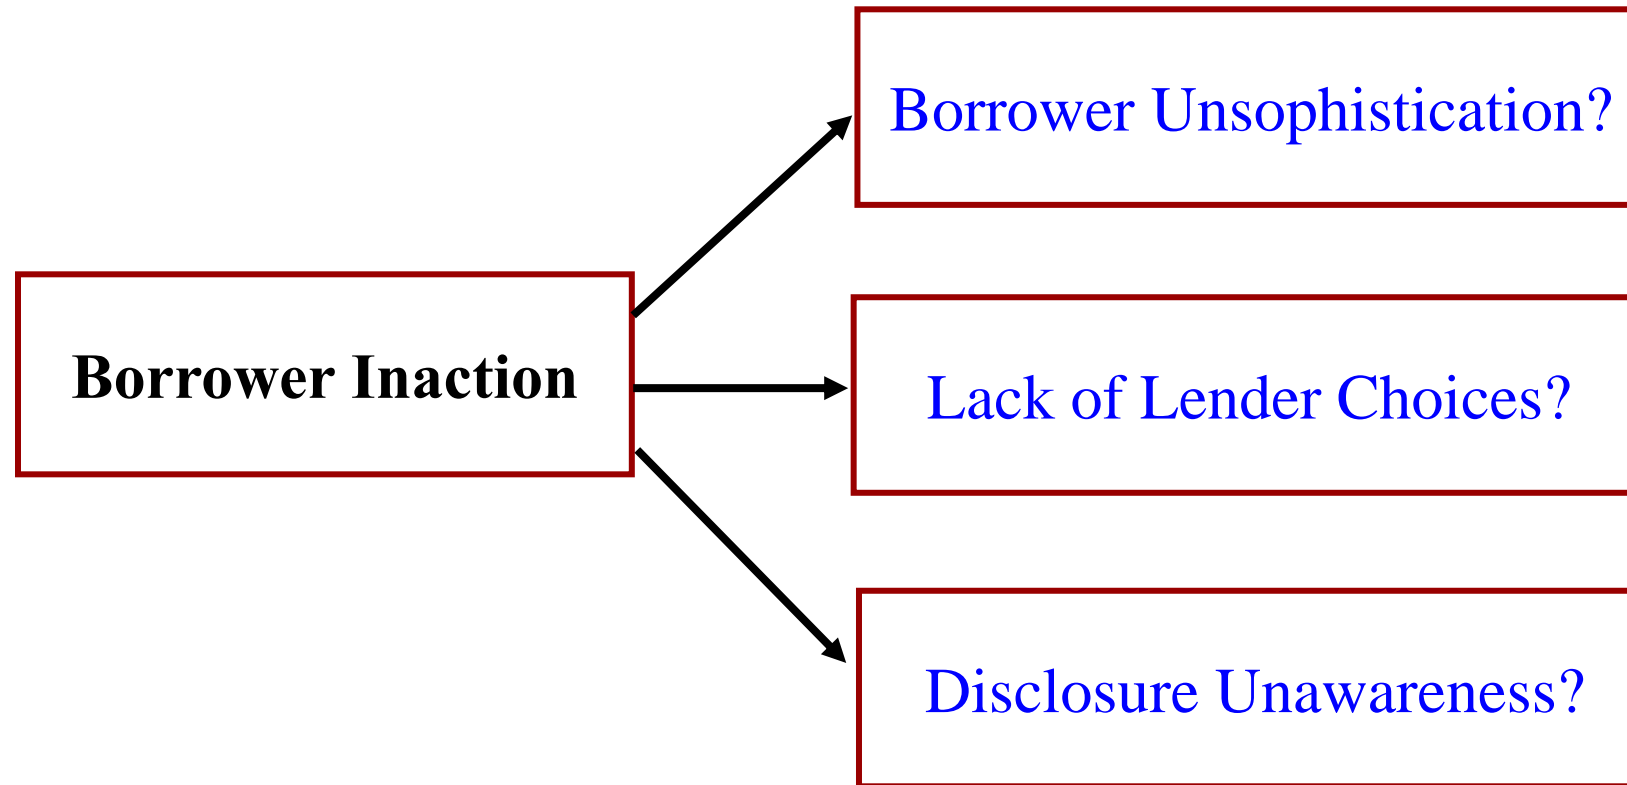 Borrower Unsophistication?
Borrower Inaction
Lack of Lender Choices?
Disclosure Unawareness?